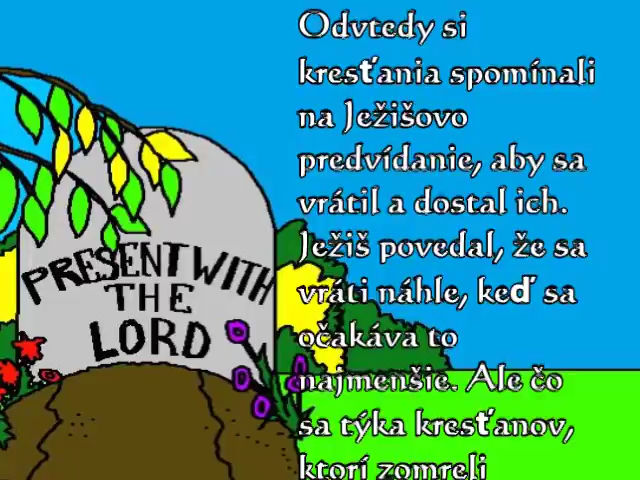 PRESENT WITH
THE
LORD
Odvtedy si
kresťania spomínali
na Ježišovo
predvídanie, aby sa
vrátil a dostal ich.
Ježiš povedal, že sa
vráti náhle, keď sa
očakáva to
najmenšie. Ale čo
sa týka kresťanov,
ktorí zomreli